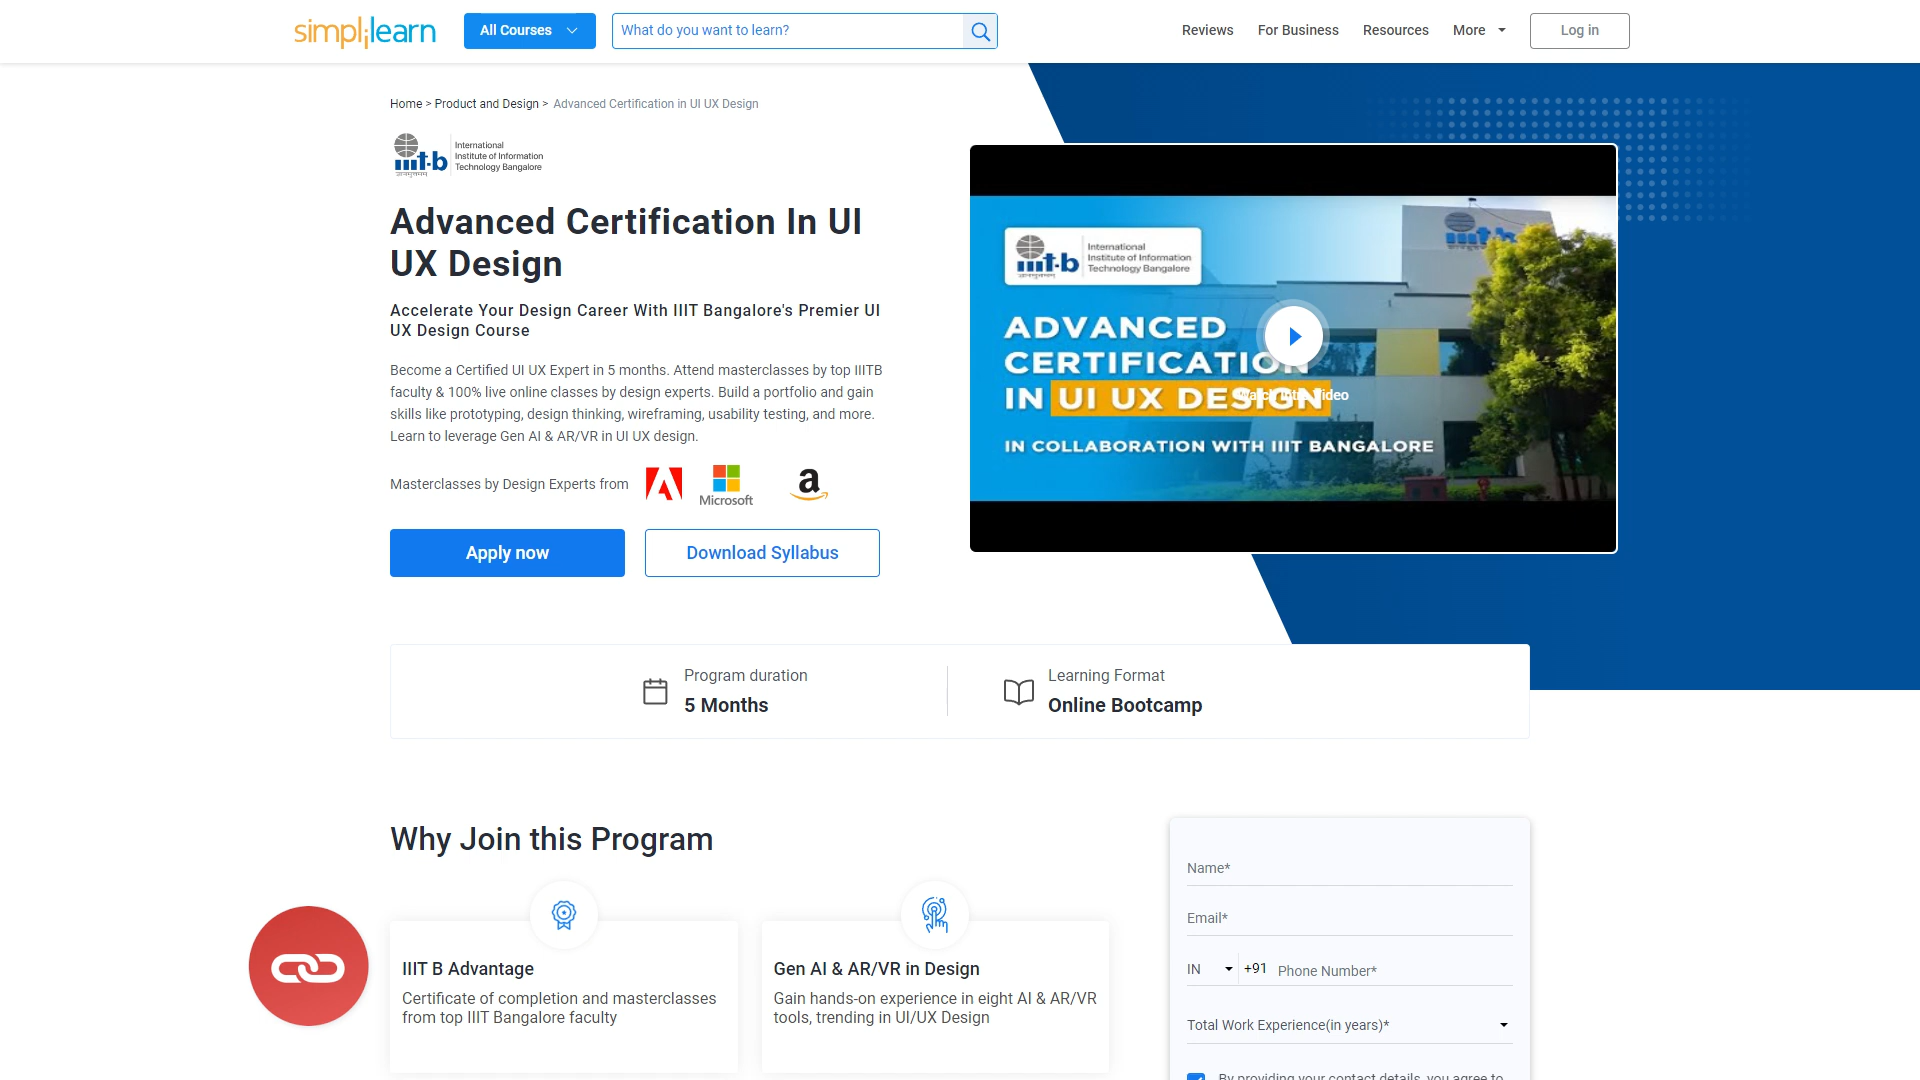 simplilearn
All Courses
What do you want to learn?
Reviews
For Business
Resources
More
Log in
Home > Product and Design > Advanced Certification in UI UX Design
iiit-b
International
Institute of Information
Technology Bangalore
ज्ञानमुत्तमम्
Advanced Certification In UI
UX Design
Accelerate Your Design Career With IIIT Bangalore's Premier UI
UX Design Course
Become a Certified UI UX Expert in 5 months. Attend masterclasses by top IIITB
faculty & 100% live online classes by design experts. Build a portfolio and gain
skills like prototyping, design thinking, wireframing, usability testing, and more.
Learn to leverage Gen AI & AR/VR in UI UX design.
Masterclasses by Design Experts from
Microsoft
a
Apply now
Download Syllabus
iiit-b
International
Institute of Information
Technology Bangalore
iiit-b
ADVANCED
CERTIFICATION
IN UI UX DESIGN
Watch Intro Video
IN COLLABORATION WITH IIIT BANGALORE
Program duration
5 Months
Learning Format
Online Bootcamp
Why Join this Program
IIIT B Advantage
Certificate of completion and masterclasses
from top IIIT Bangalore faculty
Gen AI & AR/VR in Design
Gain hands-on experience in eight AI & AR/VR
tools, trending in UI/UX Design
Name*
Email*
IN
+91
Phone Number*
Total Work Experience(in years)*
By providing your contact details, you agree to